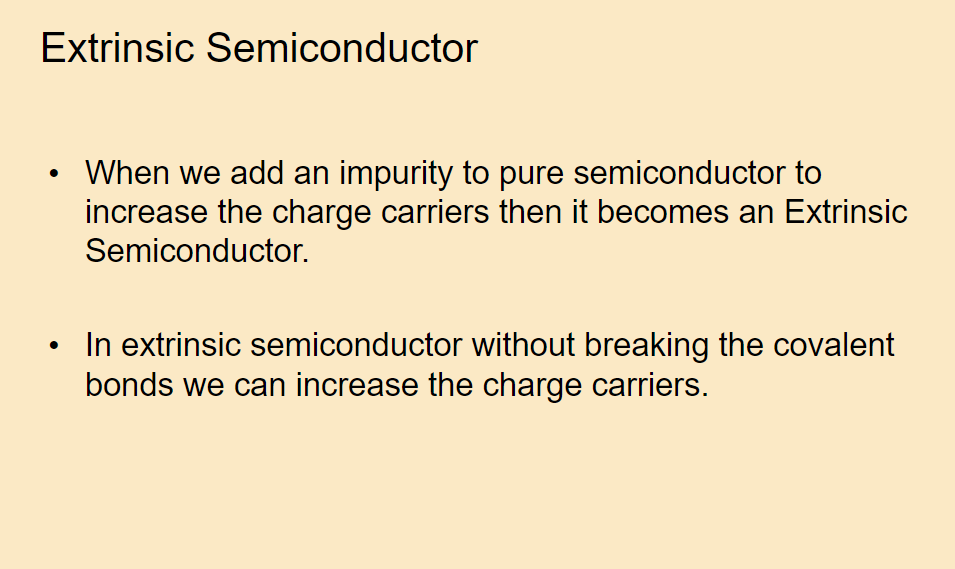 Extrinsic Semiconductor
• When we add an impurity to pure semiconductor to
increase the charge carriers then it becomes an Extrinsic
Semiconductor.
• In extrinsic semiconductor without breaking the covalent
bonds we can increase the charge carriers.